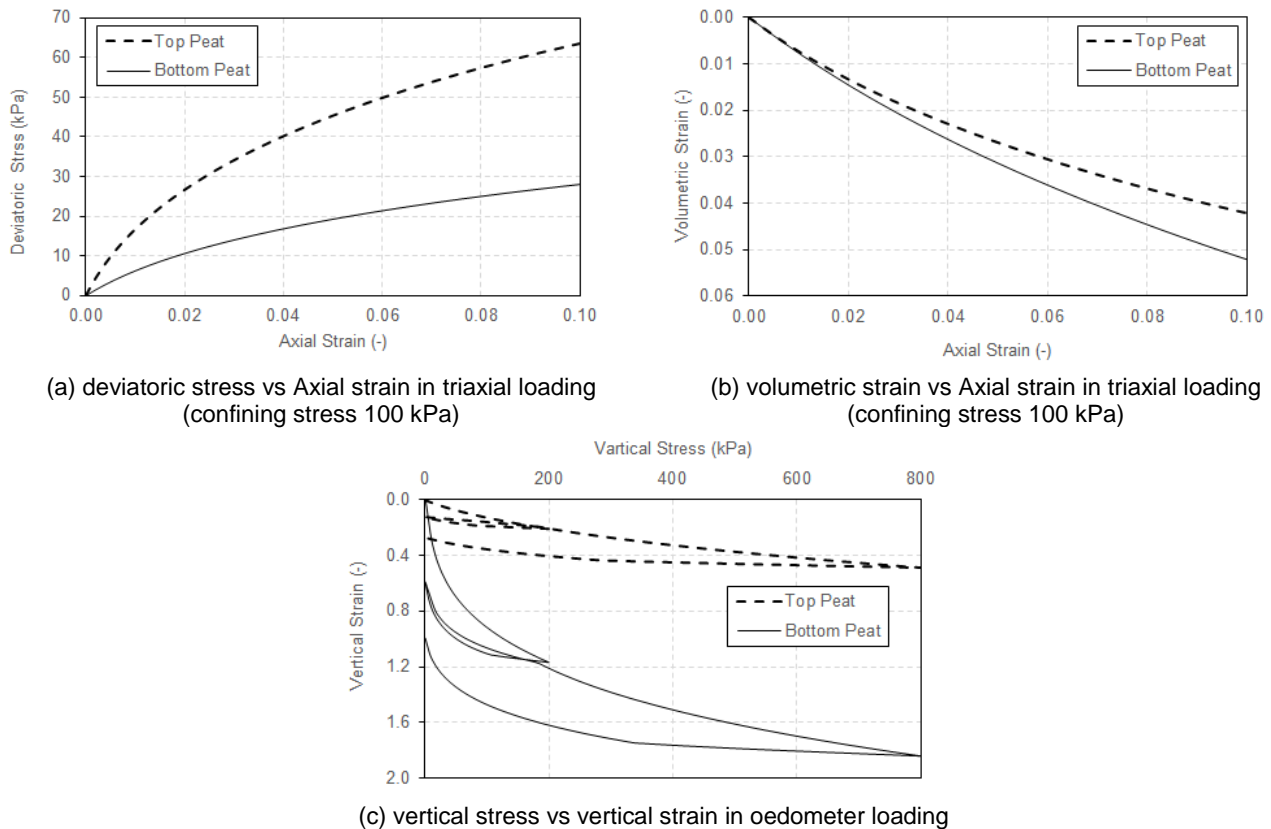 70
60
50
40
30
20
10
0
Deviatoric Strss (kPa)
Top Peat
Bottom Peat
0.00 0.02 0.04 0.06 0.08 0.10
Axial Strain (-)
(a) deviatoric stress vs Axial strain in triaxial loading
(confining stress 100 kPa)
0.00
0.01
0.02
0.03
0.04
0.05
0.06
Volumetric Strain (-)
Top Peat
Bottom Peat
0.00 0.02 0.04 0.06 0.08 0.10
Axial Strain (-)
(b) volumetric strain vs Axial strain in triaxial loading
(confining stress 100 kPa)
Vartical Stress (kPa)
0 200 400 600 800
0.0
0.4
0.8
1.2
1.6
2.0
Vertical Strain (-)
Top Peat
Bottom Peat
(c) vertical stress vs vertical strain in oedometer loading